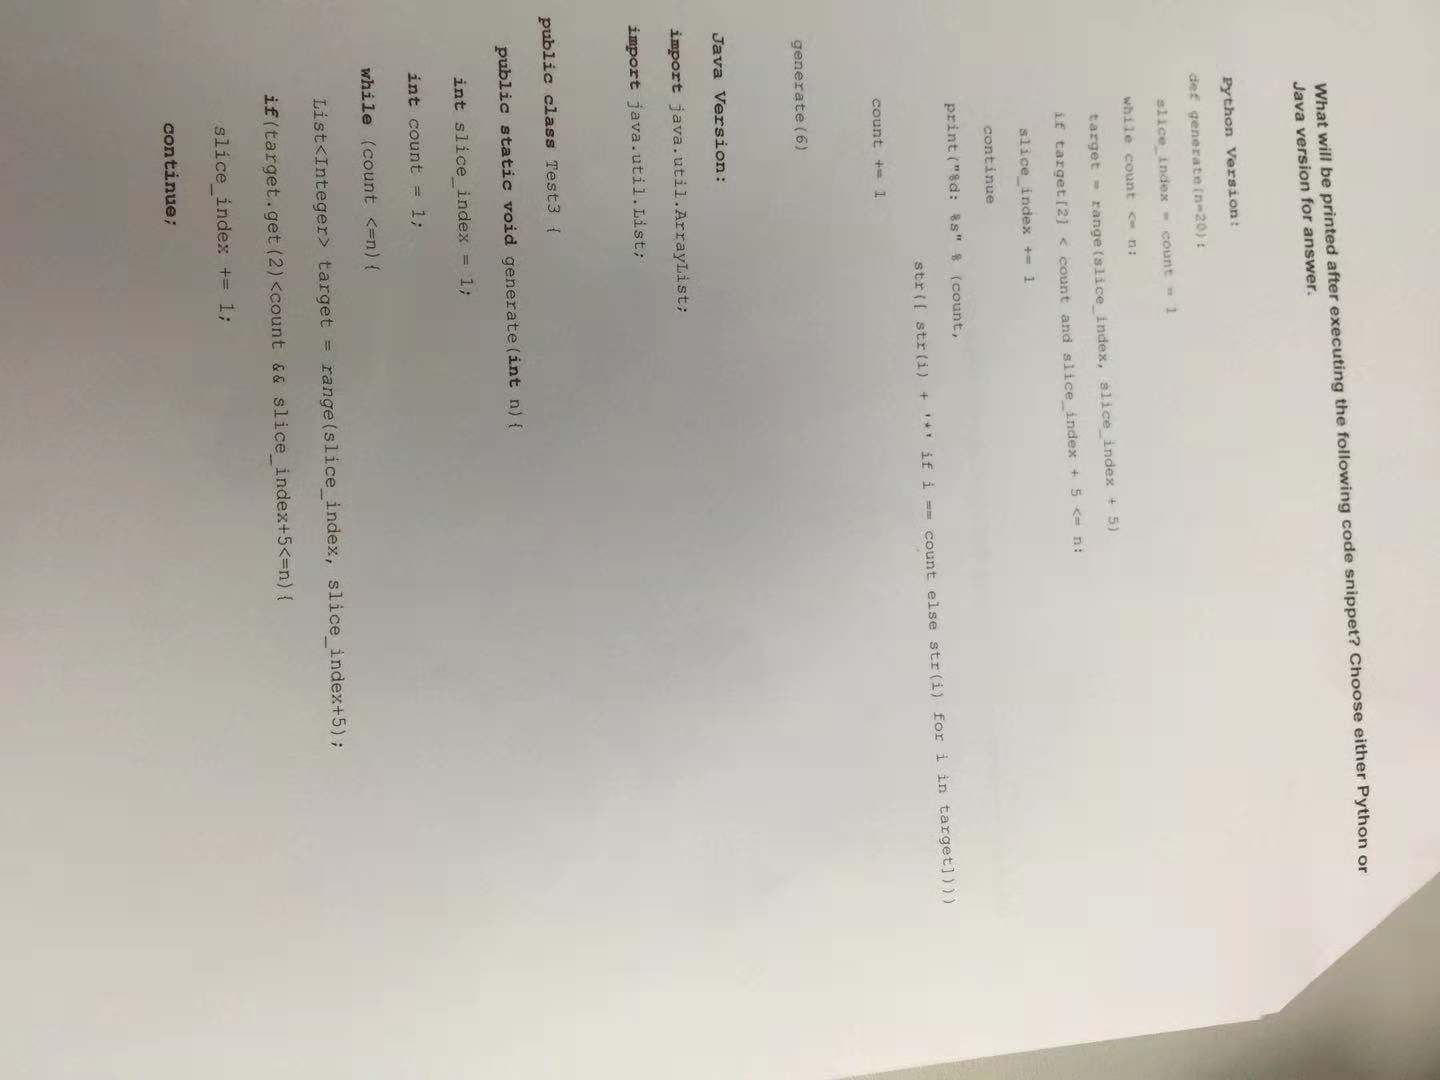 What will be printed after executing the following code snippet? Choose either Python or
Java version for answer.
Python Version:
def generate(n=20):
slice_index = count = 1
while count <= n:
target = range(slice_index, slice_index + 5)
if target[2] < count and slice_index + 5 <= n:
slice_index += 1
continue
print("%d: %s" % (count,
str([ str(i) + '*' if i == count else str(i) for i in target])))
count += 1
generate(6)
Java Version:
import java.util.ArrayList;
import java.util.List;
public class Test3 {
public static void generate(int n){
int slice_index = 1;
int count = 1;
while (count <=n){
List<Integer> target = range(slice_index, slice_index+5);
if(target.get(2)<count && slice_index+5<=n){
slice_index += 1;
continue;